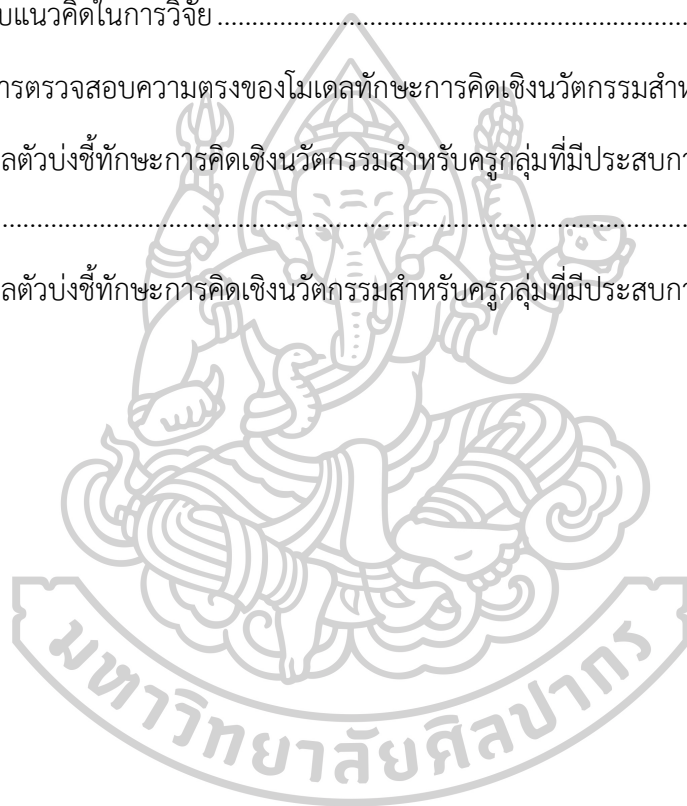 บแนวคิดในการวิจัย ........................................................................
ารตรวจสอบความตรงของโมเดลทักษะการคิดเชิงนวัตกรรมสำห
ลตัวบ่งชี้ทักษะการคิดเชิงนวัตกรรมสำหรับครูกลุ่มที่มีประสบกา
........................................................................................................
ลตัวบ่งชี้ทักษะการคิดเชิงนวัตกรรมสำหรับครูกลุ่มที่มีประสบกา
มหาวิทยาลัยศิลปากร